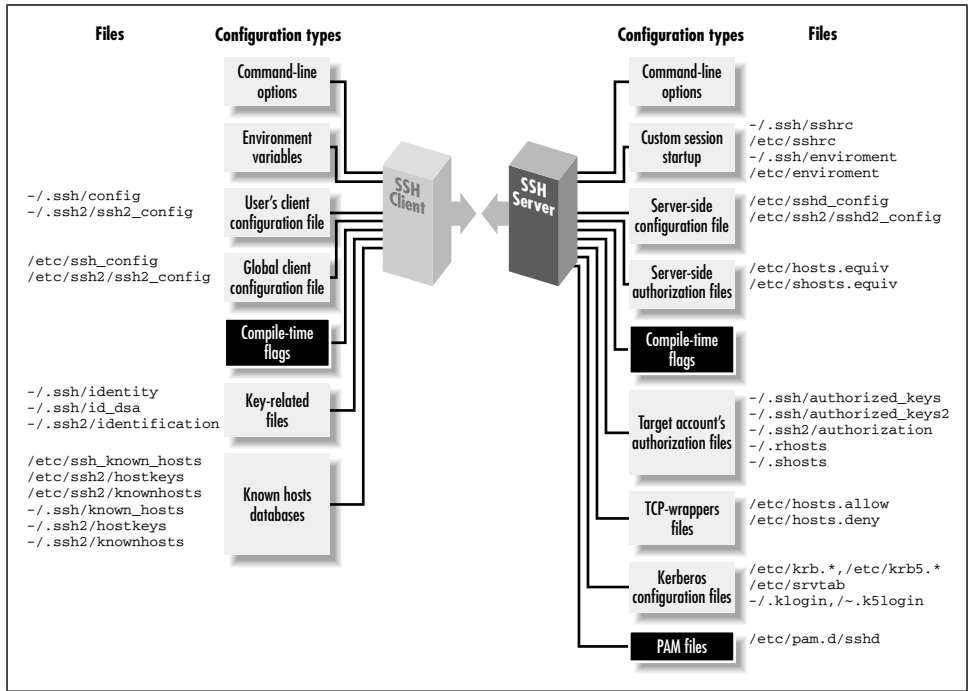 Files
Configuration types
Command-line
options
Environment
variables
-/.ssh/config
-/.ssh2/ssh2_config
User's client
configuration file
/etc/ssh_config
/etc/ssh2/ssh2_config
Global client
configuration file
Compile-time
flags
-/.ssh/identity
-/.ssh/id_dsa
-/.ssh2/identification
Key-related
files
/etc/ssh_known_hosts
/etc/ssh2/hostkeys
/etc/ssh2/knownhosts
-/.ssh/known_hosts
-/.ssh2/hostkeys
-/.ssh2/knownhosts
Known hosts
databases
SSH
Client
SSH
Server
Configuration types
Files
Command-line
options
Custom session
startup
-/.ssh/sshrc
/etc/sshrc
-/.ssh/enviroment
/etc/enviroment
Server-side
configuration file
/etc/sshd_config
/etc/ssh2/sshd2_config
Server-side
authorization files
/etc/hosts.equiv
/etc/shosts.equiv
Compile-time
flags
Target account's
authorization files
-/.ssh/authorized_keys
-/.ssh/authorized_keys2
-/.ssh2/authorization
-/.rhosts
-/.shosts
TCP-wrappers
files
/etc/hosts.allow
/etc/hosts.deny
Kerberos
configuration files
/etc/krb.*,/etc/krb5.*
/etc/srvtab
-/.klogin,/~.k5login
PAM files
/etc/pam.d/sshd